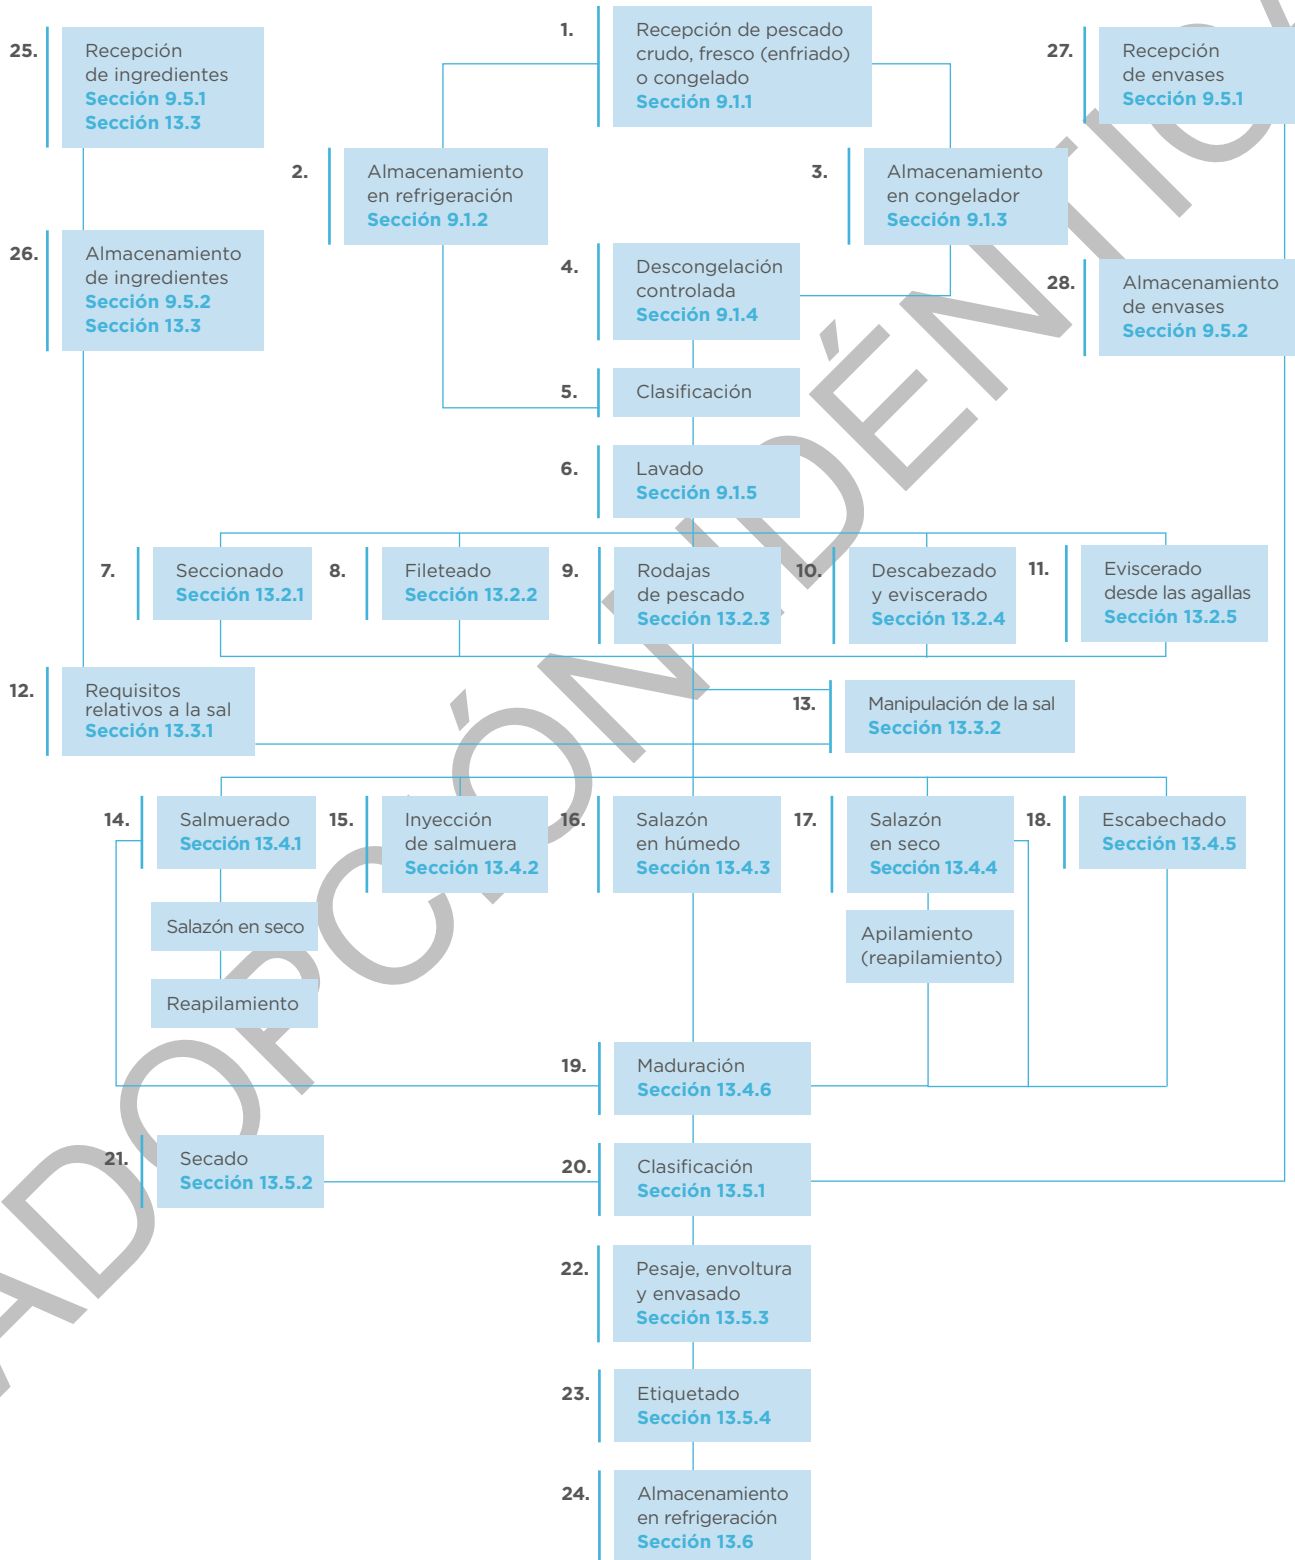 25.
Recepción
de ingredientes
Sección 9.5.1
Sección 13.3
1.
Recepción de pescado
crudo, fresco (enfriado)
o congelado
Sección 9.1.1
27.
Recepción
de envases
Sección 9.5.1
2.
Almacenamiento
en refrigeración
Sección 9.1.2
3.
Almacenamiento
en congelador
Sección 9.1.3
26.
Almacenamiento
de ingredientes
Sección 9.5.2
Sección 13.3
4.
Descongelación
controlada
Sección 9.1.4
28.
Almacenamiento
de envases
Sección 9.5.2
5.
Clasificación
6.
Lavado
Sección 9.1.5
7.
Seccionado
Sección 13.2.1
8.
Fileteado
Sección 13.2.2
9.
Rodajas
de pescado
Sección 13.2.3
10.
Descabezado
y eviscerado
Sección 13.2.4
11.
Eviscerado
desde las agallas
Sección 13.2.5
12.
Requisitos
relativos a la sal
Sección 13.3.1
13.
Manipulación de la sal
Sección 13.3.2
14.
Salmuerado
Sección 13.4.1
15.
Inyección
de salmuera
Sección 13.4.2
16.
Salazón
en húmedo
Sección 13.4.3
17.
Salazón
en seco
Sección 13.4.4
18.
Escabechado
Sección 13.4.5
Salazón en seco
Apilamiento
(reapilamiento)
Reapilamiento
19.
Maduración
Sección 13.4.6
21.
Secado
Sección 13.5.2
20.
Clasificación
Sección 13.5.1
22.
Pesaje, envoltura
y envasado
Sección 13.5.3
23.
Etiquetado
Sección 13.5.4
24.
Almacenamiento
en refrigeración
Sección 13.6
ADOPCIÓN IDÉNTICA